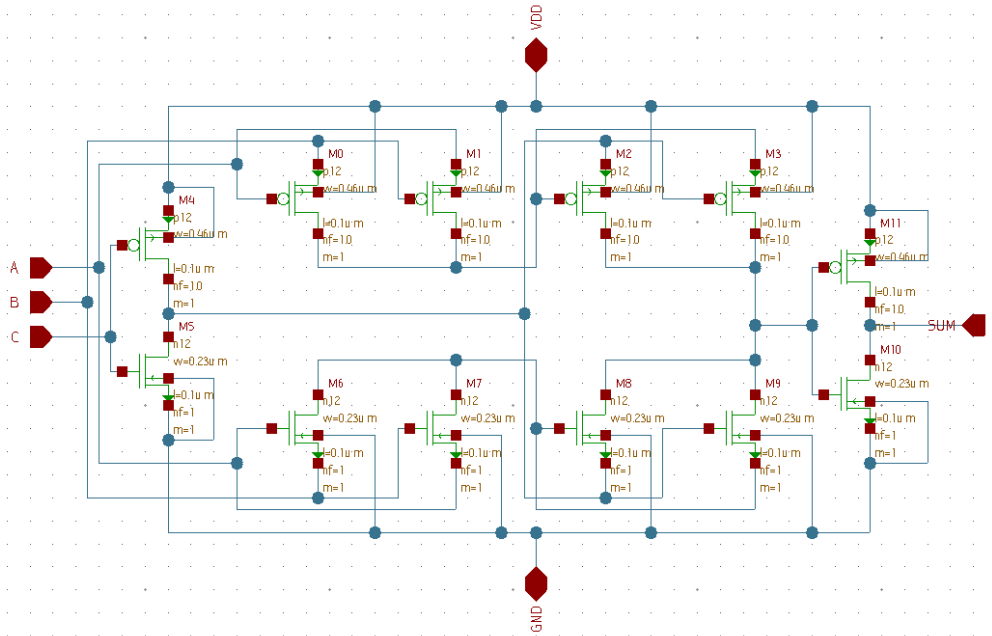 VDD
M0
p12
w=0.46u m
l=0.1u m
nf=1.0
m=1
M1
p12
w=0.46u m
l=0.1u m
nf=1.0
m=1
M2
p12
w=0.46u m
l=0.1u m
nf=1.0
m=1
M3
p12
w=0.46u m
l=0.1u m
nf=1.0
m=1
M4
p12
w=0.46u m
l=0.1u m
nf=1.0
m=1
M11
p12
w=0.46u m
l=0.1u m
nf=1.0
m=1
A
B
C
SUM
M5
n12
w=0.23u m
l=0.1u m
nf=1
m=1
M6
n12
w=0.23u m
l=0.1u m
nf=1
m=1
M7
n12
w=0.23u m
l=0.1u m
nf=1
m=1
M8
n12
w=0.23u m
l=0.1u m
nf=1
m=1
M9
n12
w=0.23u m
l=0.1u m
nf=1
m=1
M10
n12
w=0.23u m
l=0.1u m
nf=1
m=1
GND